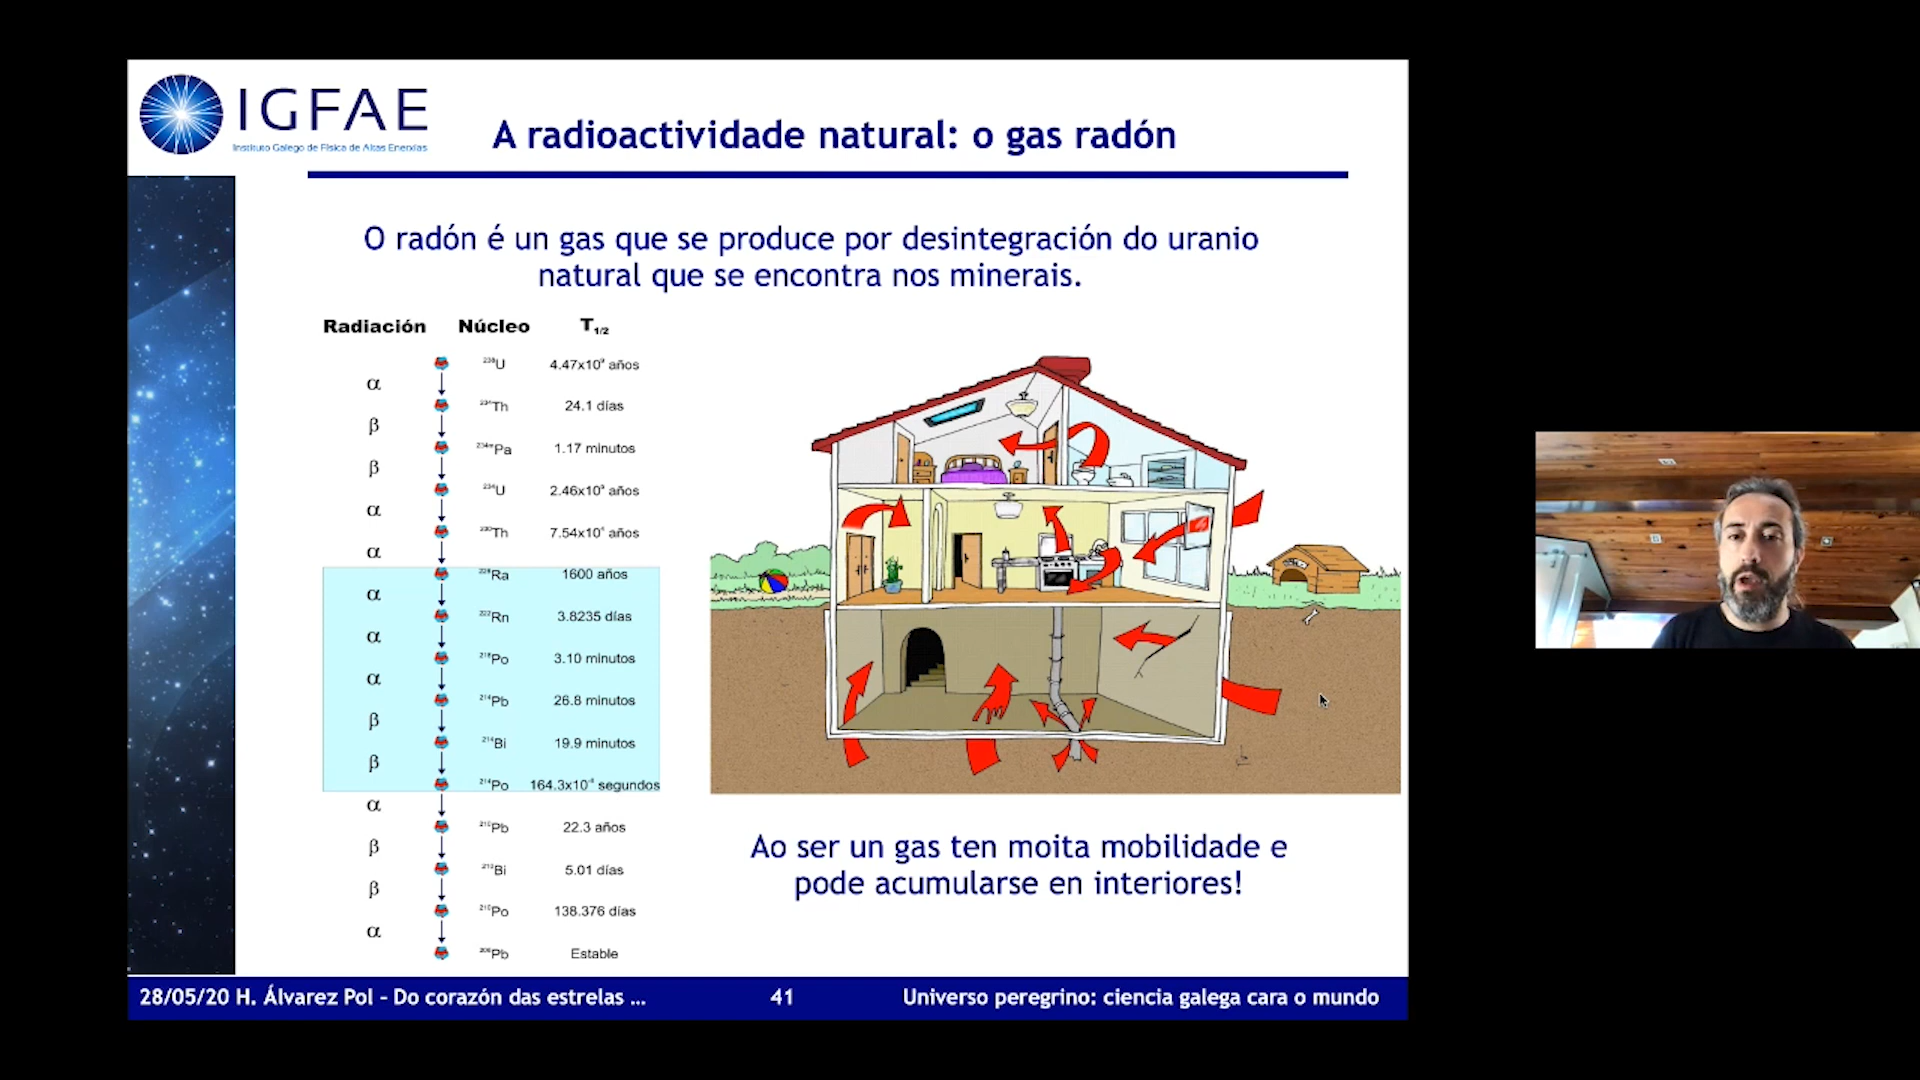 IGFAE
Instituto Galego de Física de Altas Enerxías
A radioactividade natural: o gas radón
O radón é un gas que se produce por desintegración do uranio
natural que se encontra nos minerais.
Radiación Núcleo T1/2
238U 4.47x10⁹ años
α
234Th 24.1 días
β
234mPa 1.17 minutos
β
234U 2.46x10⁵ años
α
230Th 7.54x10⁴ años
α
226Ra 1600 años
α
222Rn 3.8235 días
α
218Po 3.10 minutos
α
214Pb 26.8 minutos
β
214Bi 19.9 minutos
β
214Po 164.3x10⁻⁶ segundos
α
210Pb 22.3 años
β
210Bi 5.01 días
β
210Po 138.376 días
α
206Pb Estable
Ao ser un gas ten moita mobilidade e
pode acumularse en interiores!
28/05/20 H. Álvarez Pol - Do corazón das estrelas ... 41 Universo peregrino: ciencia galega cara o mundo